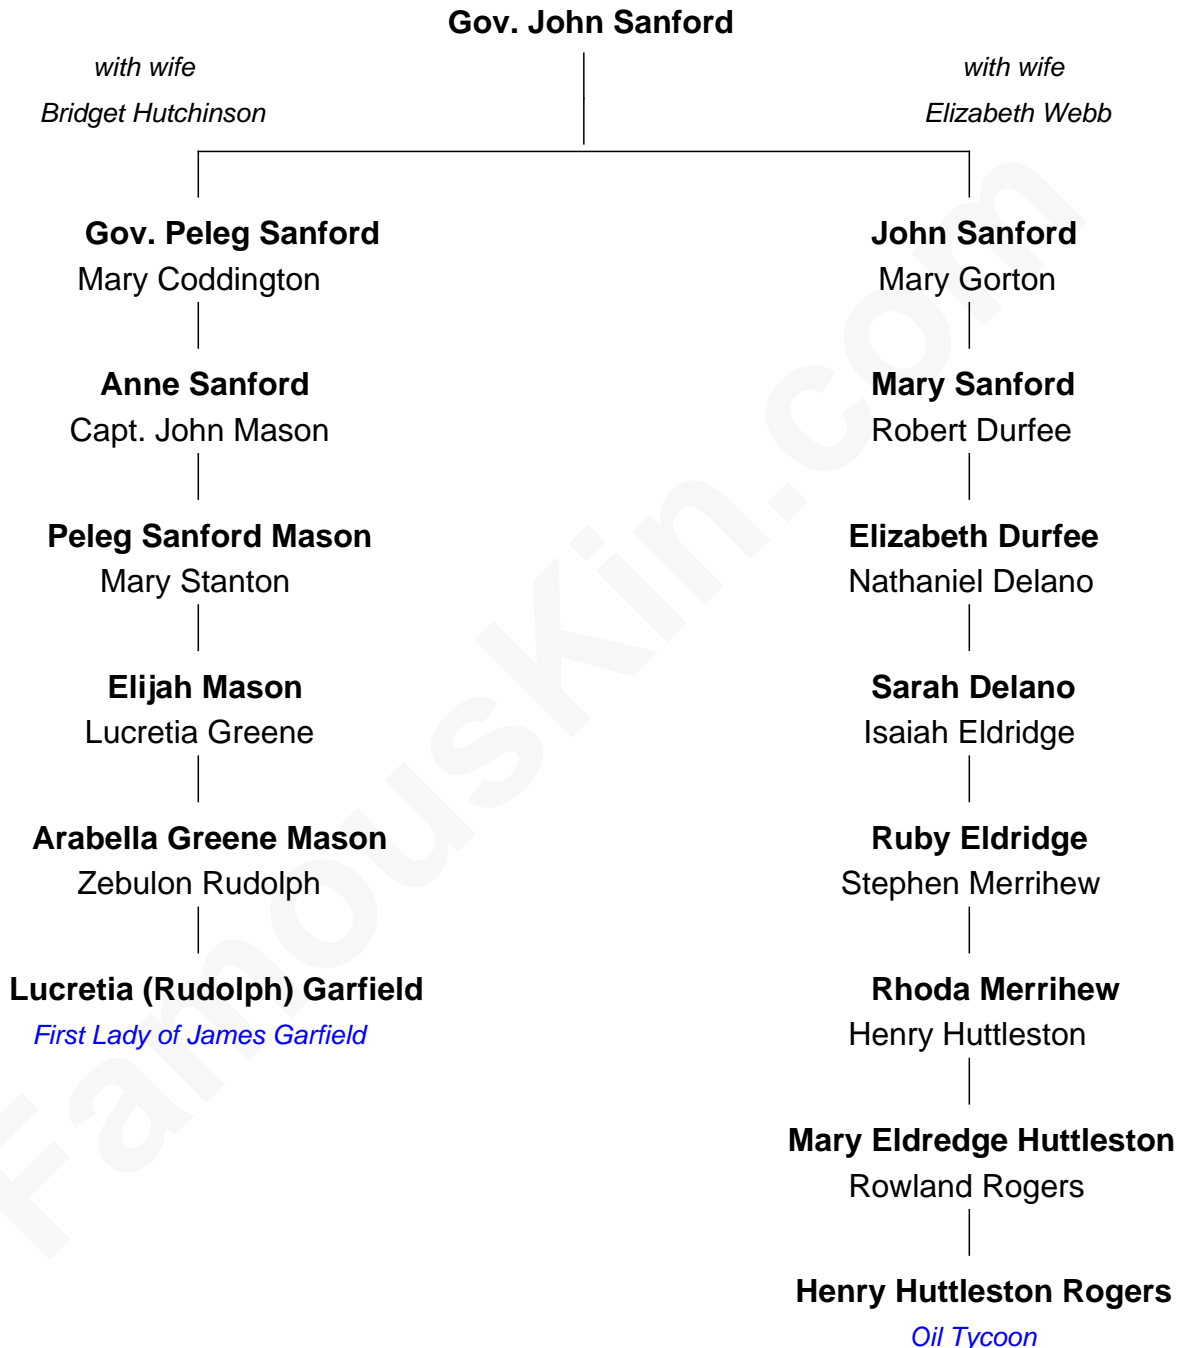 Gov. John Sanford
with wife
Bridget Hutchinson
with wife
Elizabeth Webb
Gov. Peleg Sanford
Mary Coddington
Anne Sanford
Capt. John Mason
Peleg Sanford Mason
Mary Stanton
Elijah Mason
Lucretia Greene
Arabella Greene Mason
Zebulon Rudolph
Lucretia (Rudolph) Garfield
First Lady of James Garfield
John Sanford
Mary Gorton
Mary Sanford
Robert Durfee
Elizabeth Durfee
Nathaniel Delano
Sarah Delano
Isaiah Eldridge
Ruby Eldridge
Stephen Merrihew
Rhoda Merrihew
Henry Huttleston
Mary Eldredge Huttleston
Rowland Rogers
Henry Huttleston Rogers
Oil Tycoon
FamousKin.com